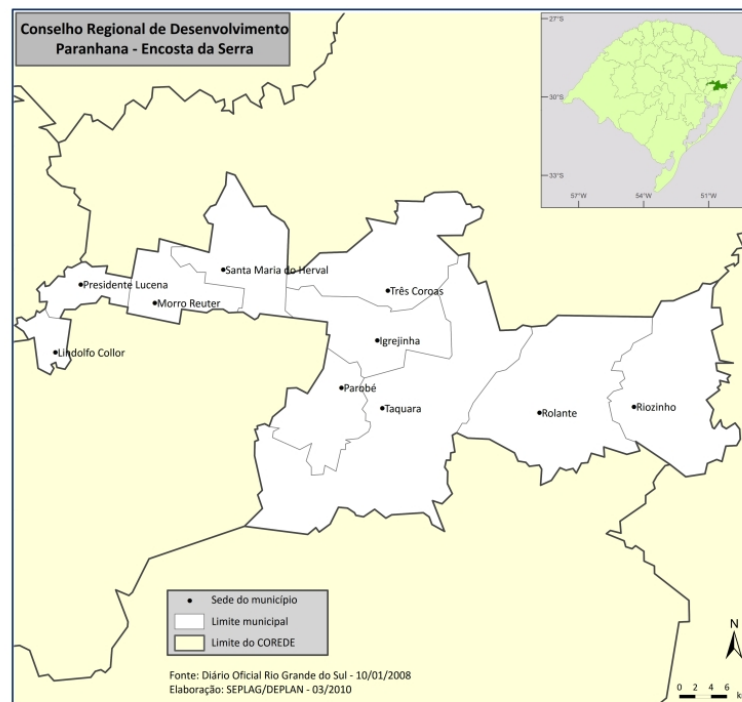 Conselho Regional de Desenvolvimento
Paranhana - Encosta da Serra
27°S
30°S
33°S
57°W
54°W
51°W
Santa Maria do Herval
Presidente Lucena
Três Coroas
Morro Reuter
Igrejinha
Lindolfo Collor
Parobé
Taquara
Rolante
Riozinho
Sede do município
Limite municipal
Limite do COREDE
N
Fonte: Diário Oficial Rio Grande do Sul - 10/01/2008
Elaboração: SEPLAG/DEPLAN - 03/2010
0 2 4 6